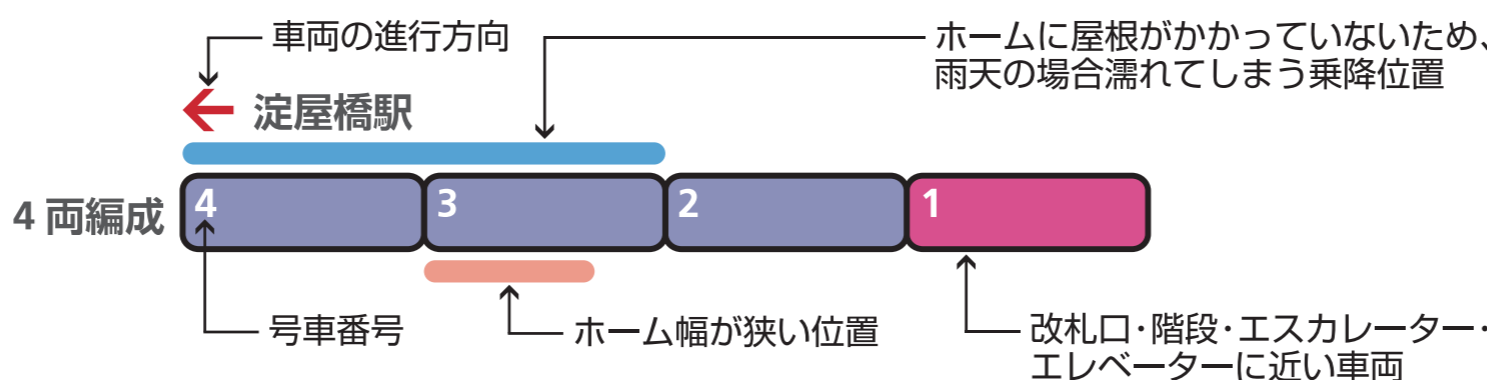 車両の進行方向
ホームに屋根がかかっていないため、
雨天の場合濡れてしまう乗降位置
淀屋橋駅
4両編成
4
3
2
1
号車番号
ホーム幅が狭い位置
改札口・階段・エスカレーター・
エレベーターに近い車両